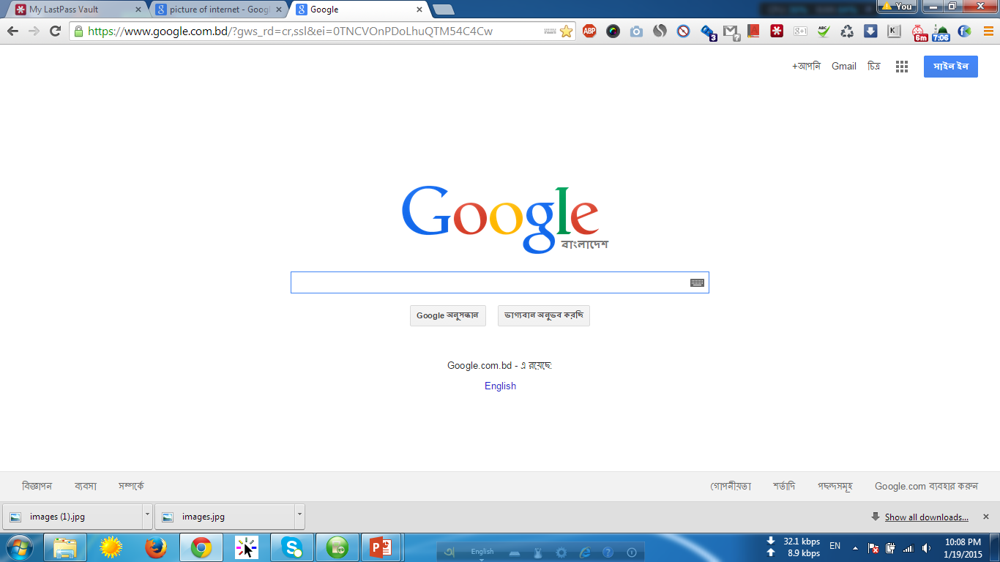 My LastPass Vault
picture of internet - Googl
Google
You
https://www.google.com.bd/?gws_rd=cr,ssl&ei=0TNCVOnPDoLhuQTM54C4Cw
ABP
3
?
g+1
ABC
K
6m
7:06
+আপনি Gmail চিত্র
সাইন ইন
Google
বাংলাদেশ
Google অনুসন্ধান
ভাগ্যবান অনুভব করছি
Google.com.bd - এ রয়েছে:
English
বিজ্ঞাপন ব্যবসা সম্পর্কে
গোপনীয়তা শর্তাদি পছন্দসমূহ Google.com ব্যবহার করুন
images (1).jpg
images.jpg
Show all downloads...
English
32.1 kbps
8.9 kbps
EN
10:08 PM
1/19/2015